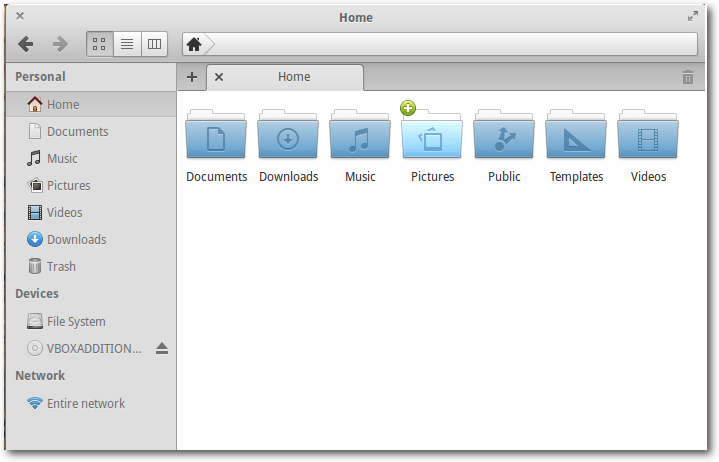 Home
Personal
Home
Home
Documents
Music
Pictures
Videos
Downloads
Trash
Devices
File System
VBOXADDITION...
Network
Entire network
Documents Downloads Music Pictures Public Templates Videos